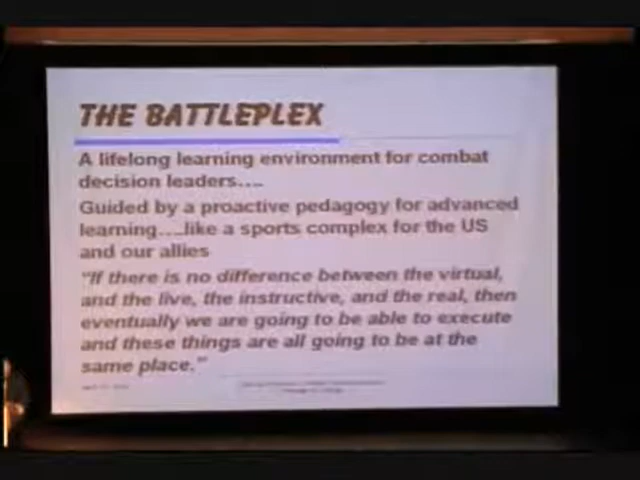 THE BATTLEPLEX
A lifelong learning environment for combat
decision leaders....
Guided by a proactive pedagogy for advanced
learning....like a sports complex for the US
and our allies
"If there is no difference between the virtual,
and the live, the instructive, and the real, then
eventually we are going to be able to execute
and these things are all going to be at the
same place."